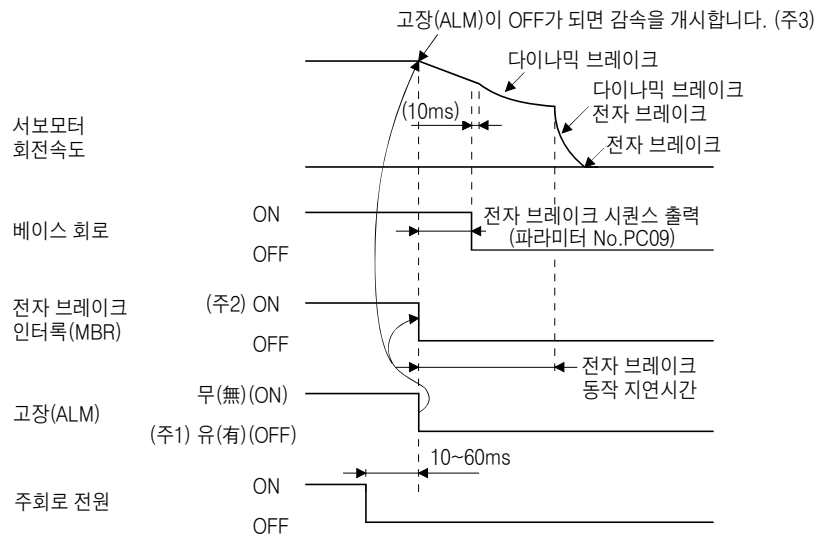 고장(ALM)이 OFF가 되면 감속을 개시합니다. (주3)
다이나믹 브레이크
다이나믹 브레이크
전자 브레이크
(10ms)
전자 브레이크
서보모터
회전속도
베이스 회로
ON
OFF
전자 브레이크 시퀀스 출력
(파라미터 No.PC09)
전자 브레이크
인터록(MBR)
(주2) ON
OFF
전자 브레이크
동작 지연시간
고장(ALM)
무(無)(ON)
(주1) 유(有)(OFF)
10~60ms
주회로 전원
ON
OFF